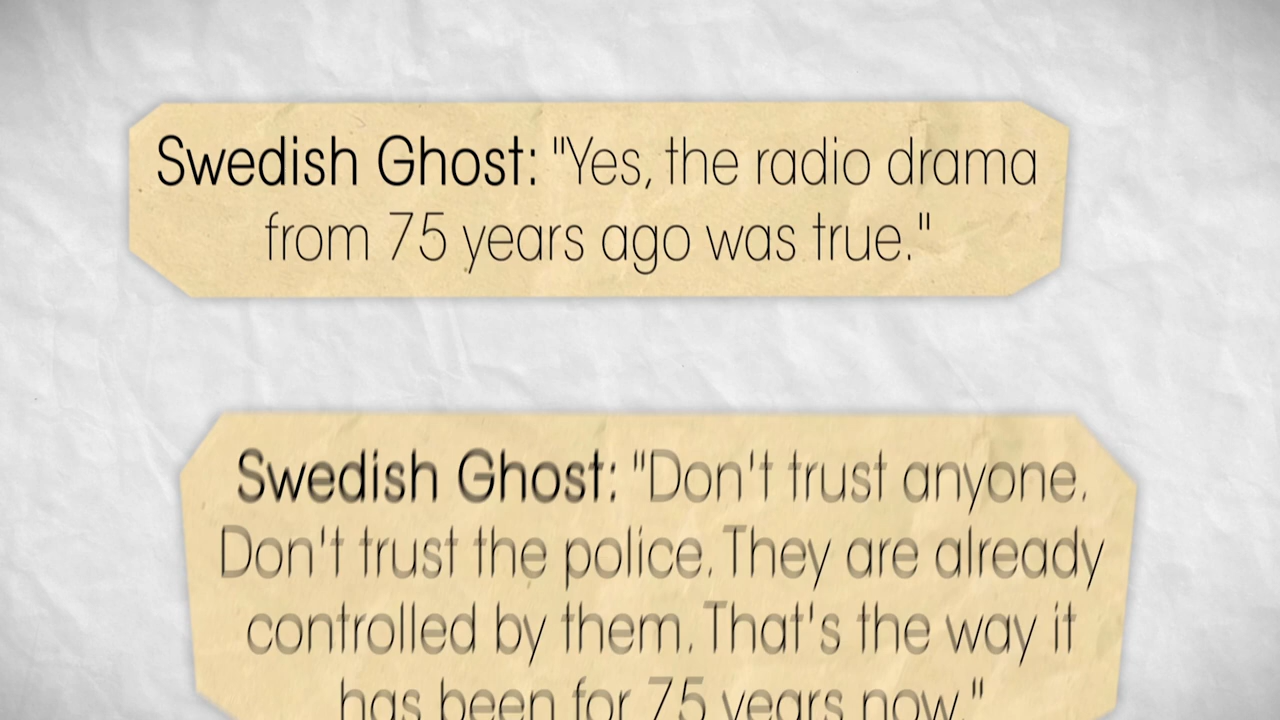 Swedish Ghost: "Yes, the radio drama
from 75 years ago was true."
Swedish Ghost: "Don't trust anyone.
Don't trust the police. They are already
controlled by them. That's the way it
has been for 75 years now."